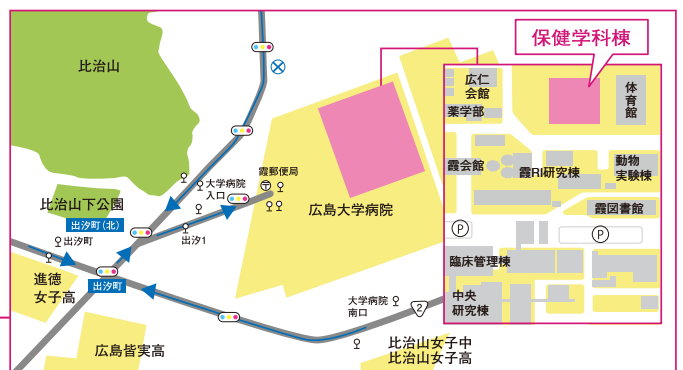 保健学科棟
比治山
広仁
会館
体
育
館
薬学部
霞会館
霞RI研究棟
動物
実験棟
霞郵便局
大学病院
入口
比治山下公園
広島大学病院
霞図書館
出汐町(北)
出汐町
出汐1
P
P
臨床管理棟
進徳
女子高
出汐町
中央
研究棟
大学病院
南口
2
広島皆実高
比治山女子中
比治山女子高